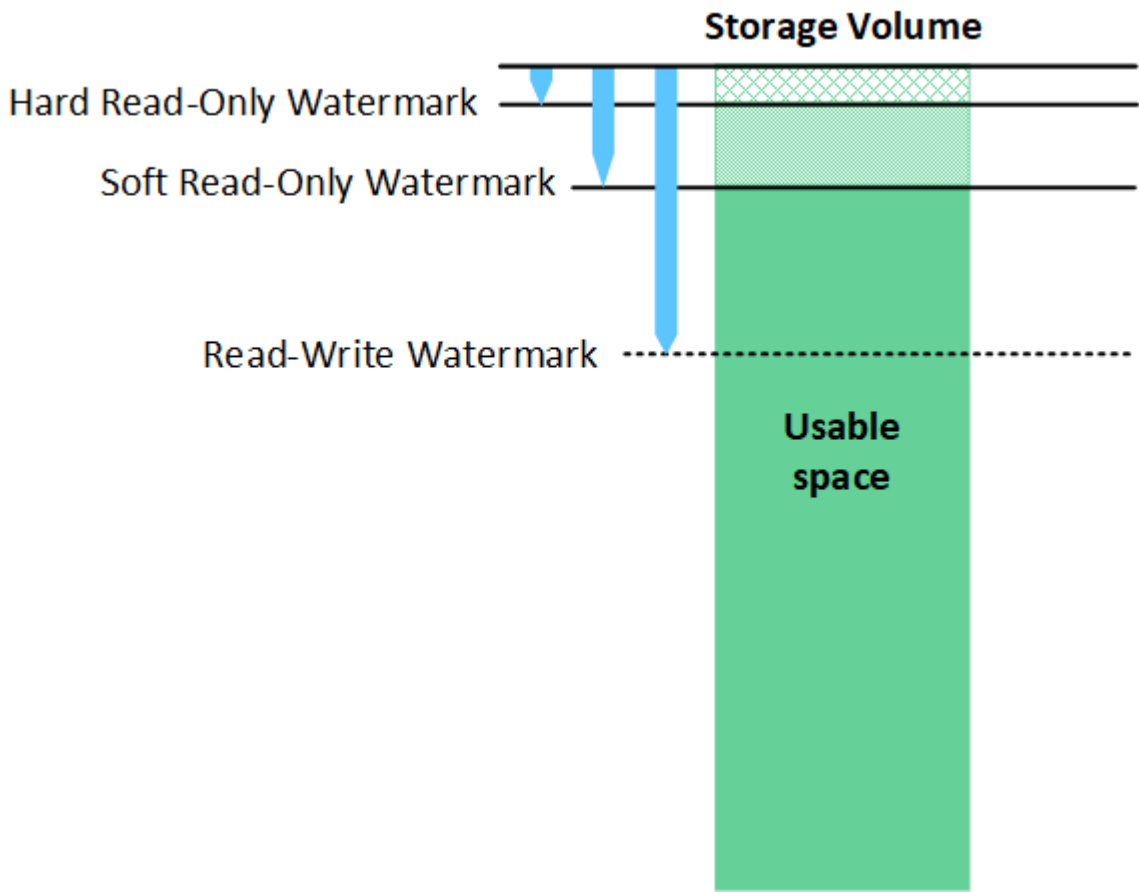 Storage Volume
Hard Read-Only Watermark
Soft Read-Only Watermark
Read-Write Watermark
Usable
space